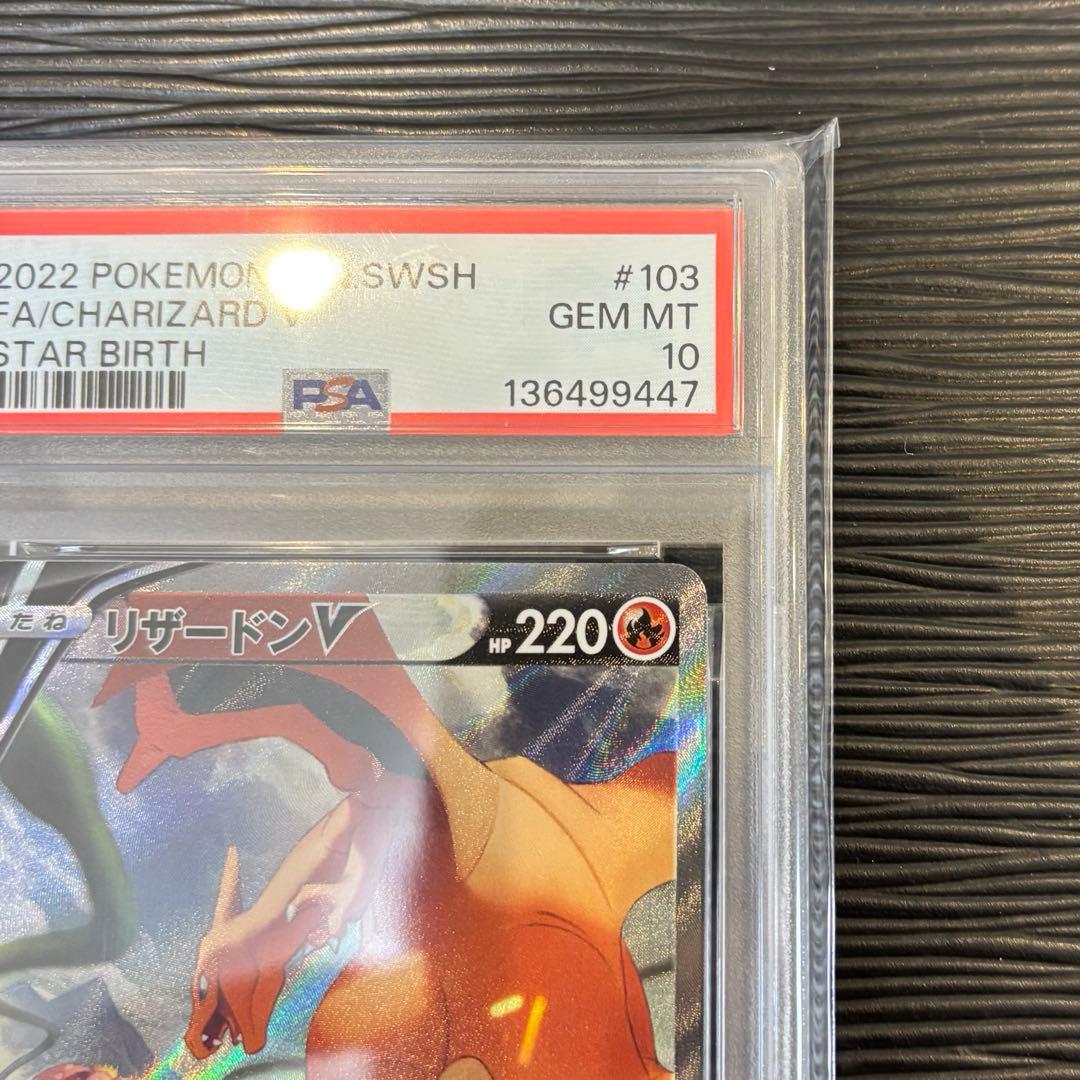 2022 POKEMON .SWSH #103
FA/CHARIZARD V GEM MT
STAR BIRTH 10
PSA 136499447
たね リザードンV HP 220